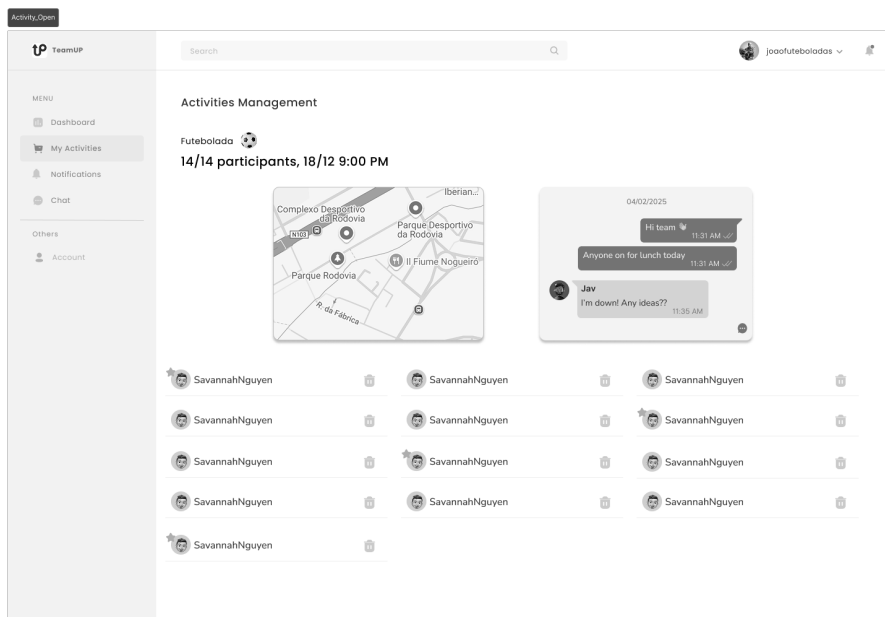 Activity_Open
TeamUP
Search
joaofuteboladas
MENU
Dashboard
My Activities
Notifications
Chat
Others
Account
Activities Management
Futebolada
14/14 participants, 18/12 9:00 PM
Iberian...
Complexo Desportivo
da Rodovia
Parque Desportivo
da Rodovia
N103
Il Fiume Nogueiró
Parque Rodovia
R. da Fábrica
04/02/2025
Hi team 👋
11:31 AM
Anyone on for lunch today
11:31 AM
Jav
I'm down! Any ideas??
11:35 AM
SavannahNguyen
SavannahNguyen
SavannahNguyen
SavannahNguyen
SavannahNguyen
SavannahNguyen
SavannahNguyen
SavannahNguyen
SavannahNguyen
SavannahNguyen
SavannahNguyen
SavannahNguyen
SavannahNguyen